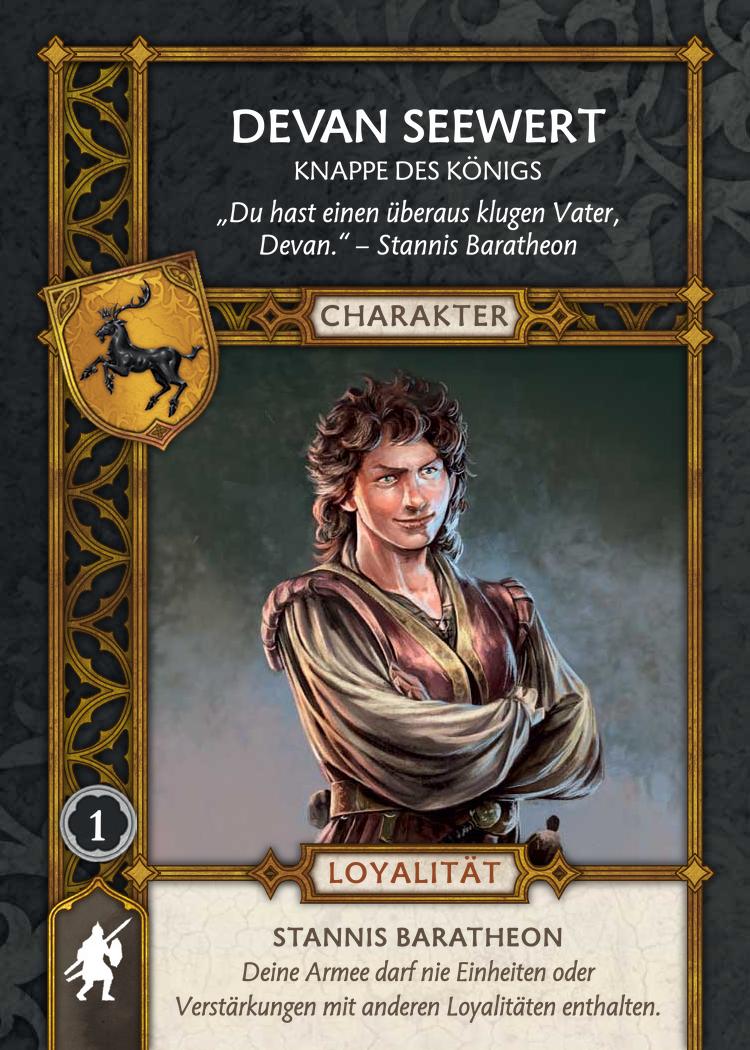 DEVAN SEEWERT
KNAPPE DES KÖNIGS
„Du hast einen überaus klugen Vater,
Devan.“ – Stannis Baratheon
CHARAKTER
1
LOYALITÄT
STANNIS BARATHEON
Deine Armee darf nie Einheiten oder
Verstärkungen mit anderen Loyalitäten enthalten.